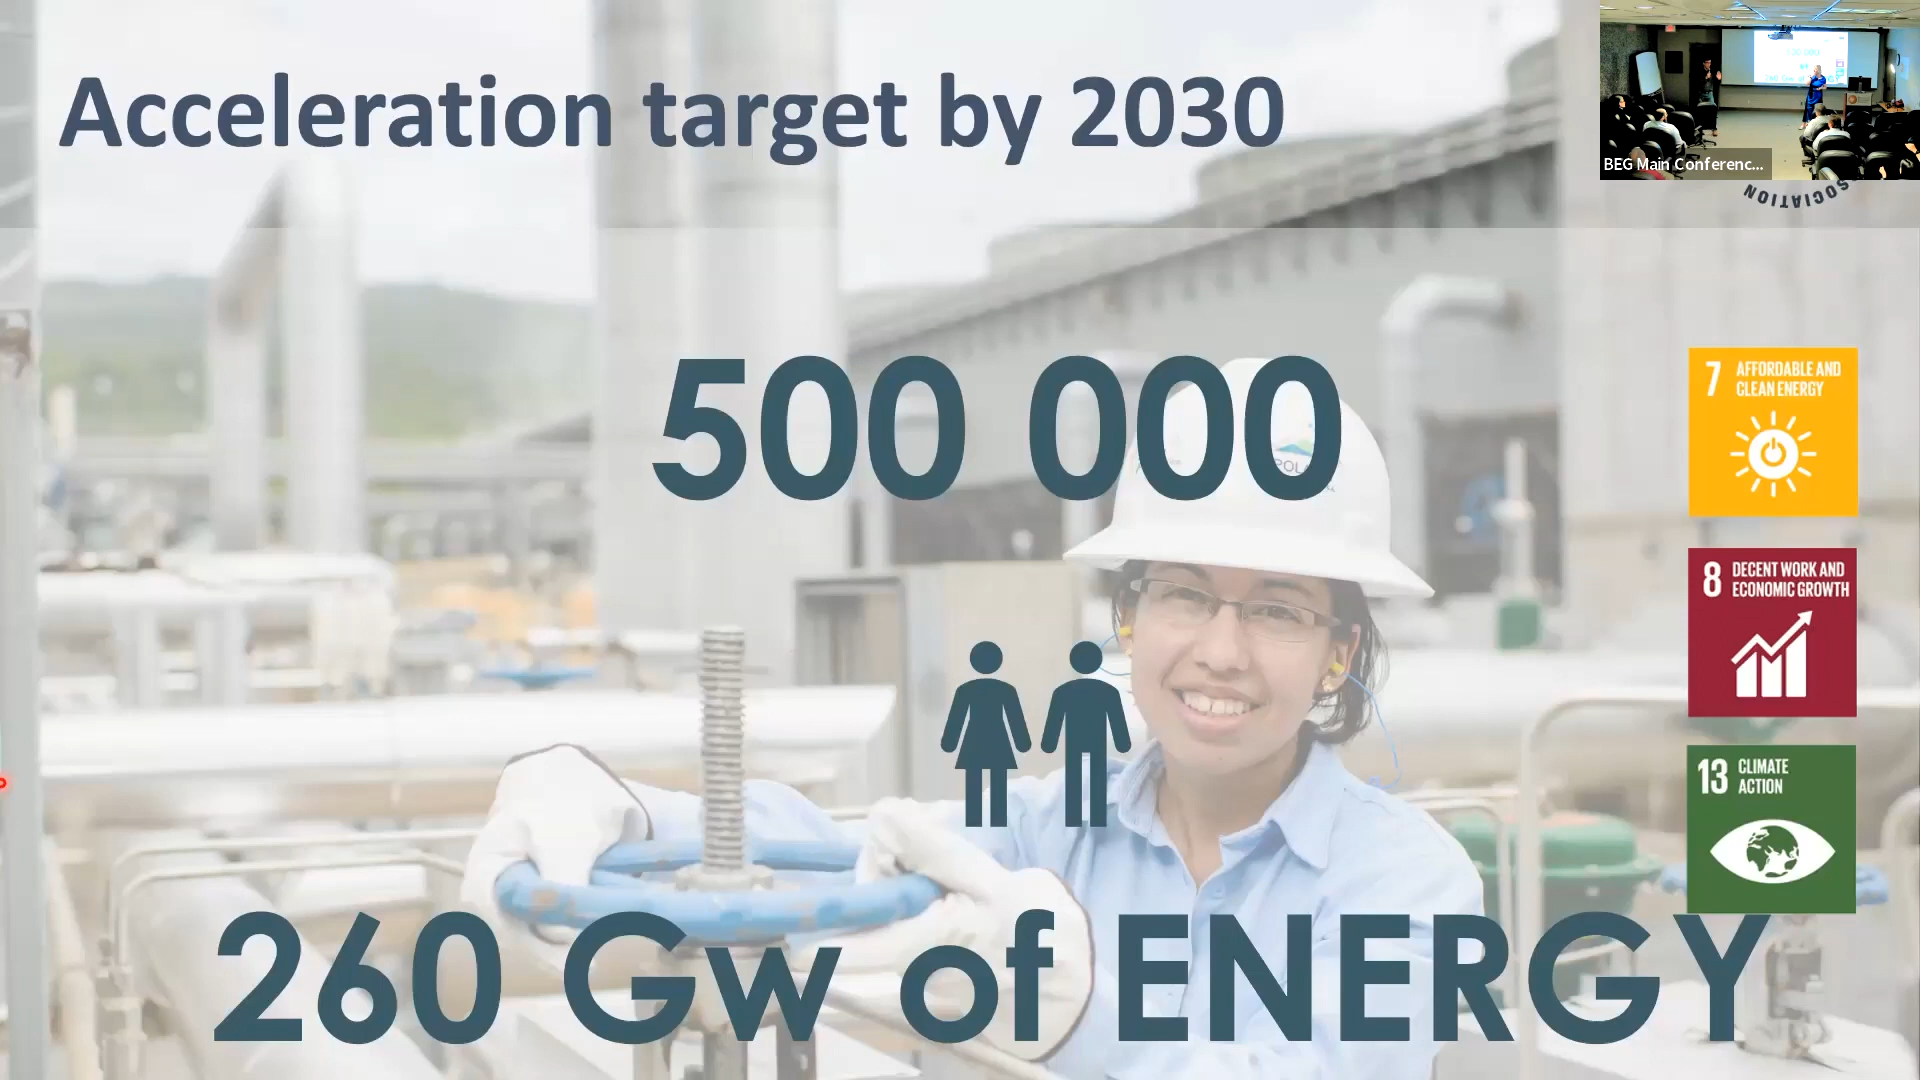 Acceleration target by 2030
BEG Main Conferenc...
500 000
POLA
7 AFFORDABLE AND
CLEAN ENERGY
8 DECENT WORK AND
ECONOMIC GROWTH
13 CLIMATE
ACTION
260 Gw of ENERGY